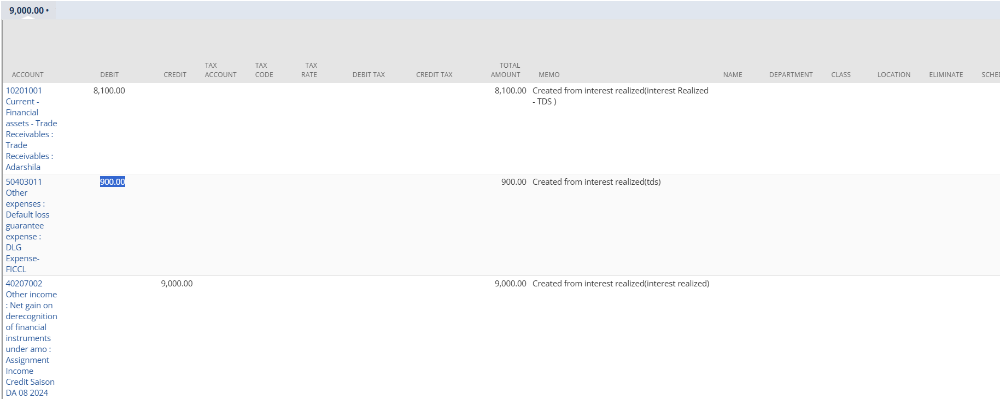 9,000.00 •
ACCOUNT DEBIT CREDIT TAX ACCOUNT TAX CODE TAX RATE DEBIT TAX CREDIT TAX TOTAL AMOUNT MEMO NAME DEPARTMENT CLASS LOCATION ELIMINATE SCHED
10201001 8,100.00 8,100.00 Created from interest realized(interest Realized
Current - - TDS )
Financial
assets - Trade
Receivables :
Trade
Receivables :
Adarshila
50403011 900.00 900.00 Created from interest realized(tds)
Other
expenses :
Default loss
guarantee
expense :
DLG
Expense-
FICCL
40207002 9,000.00 9,000.00 Created from interest realized(interest realized)
Other income
: Net gain on
derecognition
of financial
instruments
under amo :
Assignment
Income
Credit Saison
DA 08 2024